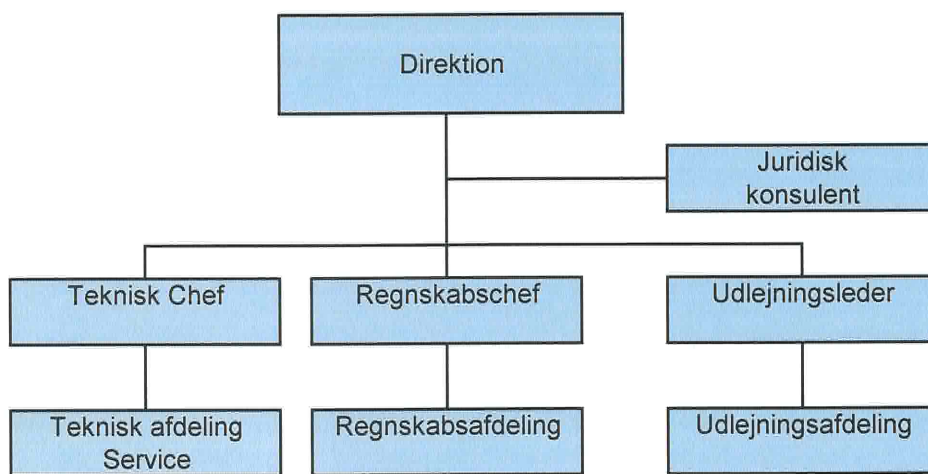 Direktion
Juridisk
konsulent
Teknisk Chef
Regnskabschef
Udlejningsleder
Teknisk afdeling
Service
Regnskabsafdeling
Udlejningsafdeling